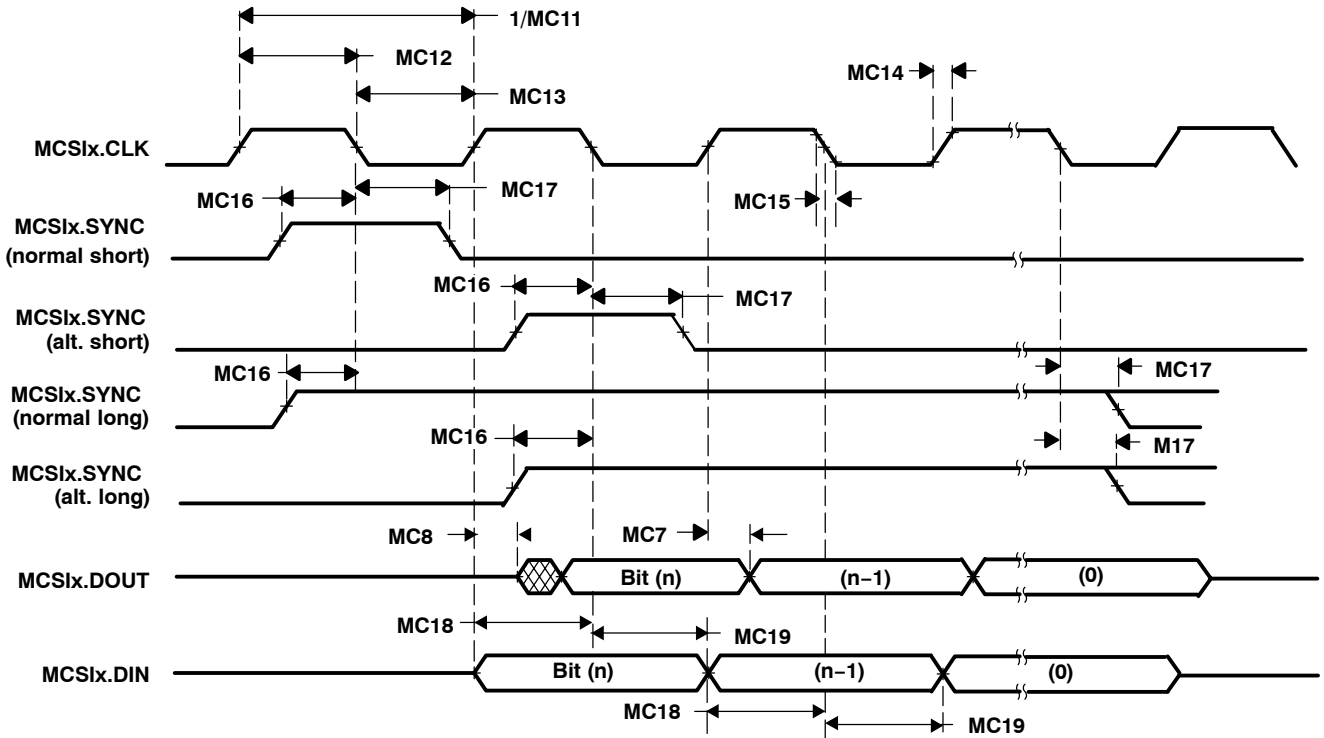 1/MC11
MC12
MC14
MC13
MCSIx.CLK
MC16
MC17
MC15
MCSIx.SYNC
(normal short)
MC16
MC17
MCSIx.SYNC
(alt. short)
MC16
MC17
MCSIx.SYNC
(normal long)
MC16
M17
MCSIx.SYNC
(alt. long)
MC8
MC7
MCSIx.DOUT
Bit (n)
(n−1)
(0)
MC18
MC19
MCSIx.DIN
Bit (n)
(n−1)
(0)
MC18
MC19